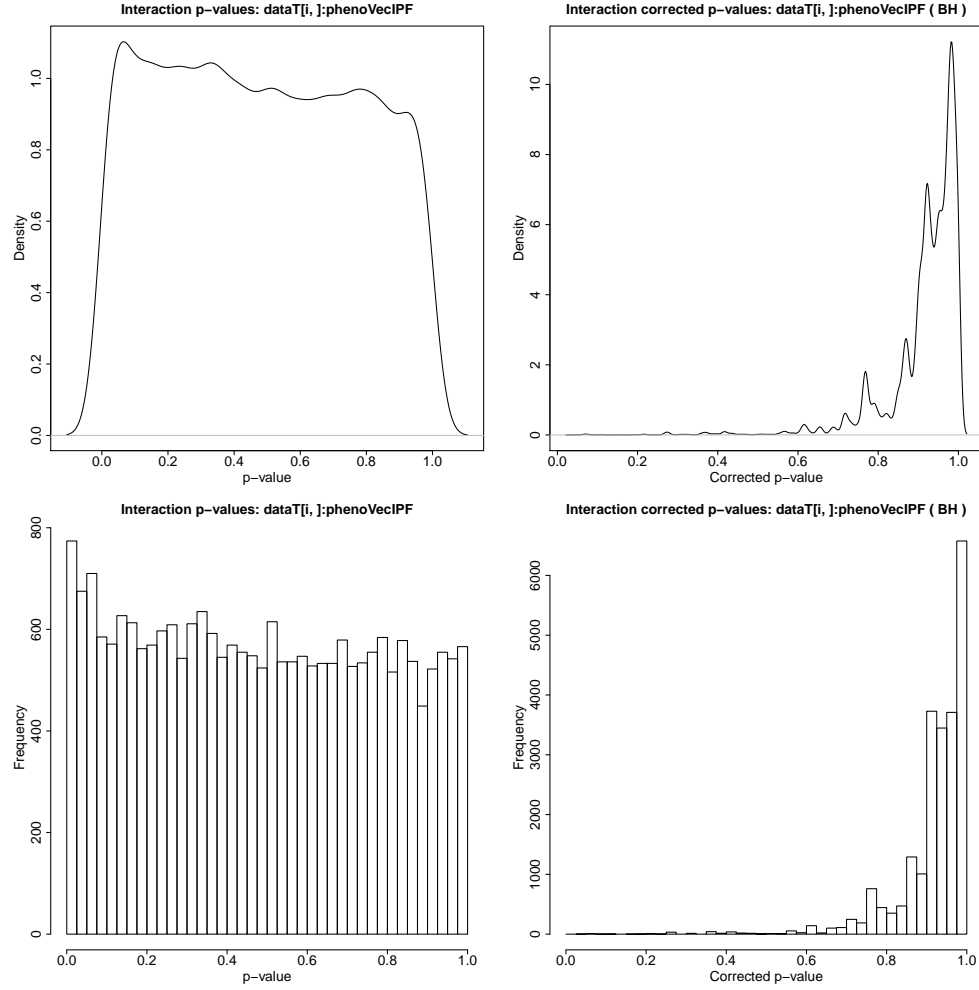 Interaction p−values: dataT[i, ]:phenoVecIPF
Density
0.0 0.2 0.4 0.6 0.8 1.0
0.0 0.2 0.4 0.6 0.8 1.0
p−value
Interaction corrected p−values: dataT[i, ]:phenoVecIPF ( BH )
Density
0 2 4 6 8 10
0.0 0.2 0.4 0.6 0.8 1.0
Corrected p−value
Interaction p−values: dataT[i, ]:phenoVecIPF
Frequency
0 200 400 600 800
0.0 0.2 0.4 0.6 0.8 1.0
p−value
Interaction corrected p−values: dataT[i, ]:phenoVecIPF ( BH )
Frequency
0 1000 2000 3000 4000 5000 6000
0.0 0.2 0.4 0.6 0.8 1.0
Corrected p−value